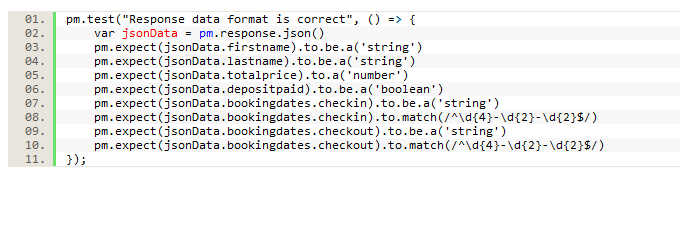 01. pm.test("Response data format is correct", () => {
02. var jsonData = pm.response.json()
03. pm.expect(jsonData.firstname).to.be.a('string')
04. pm.expect(jsonData.lastname).to.be.a('string')
05. pm.expect(jsonData.totalprice).to.a('number')
06. pm.expect(jsonData.depositpaid).to.be.a('boolean')
07. pm.expect(jsonData.bookingdates.checkin).to.be.a('string')
08. pm.expect(jsonData.bookingdates.checkin).to.match(/^\d{4}-\d{2}-\d{2}$/)
09. pm.expect(jsonData.bookingdates.checkout).to.be.a('string')
10. pm.expect(jsonData.bookingdates.checkout).to.match(/^\d{4}-\d{2}-\d{2}$/)
11. });